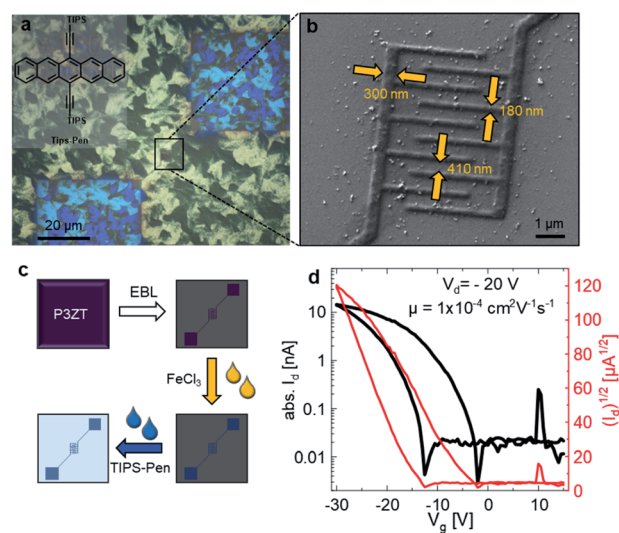 a
TIPS
TIPS
Tips-Pen
20 µm
b
300 nm
180 nm
410 nm
1 µm
c
P3ZT
EBL
FeCl3
TIPS-Pen
d
Vd= - 20 V
µ = 1x10-4 cm2V-1s-1
abs. Id [nA]
10
1
0.1
0.01
-30
-20
-10
0
10
Vg [V]
120
100
80
60
40
20
0
(Id)1/2 [µA1/2]